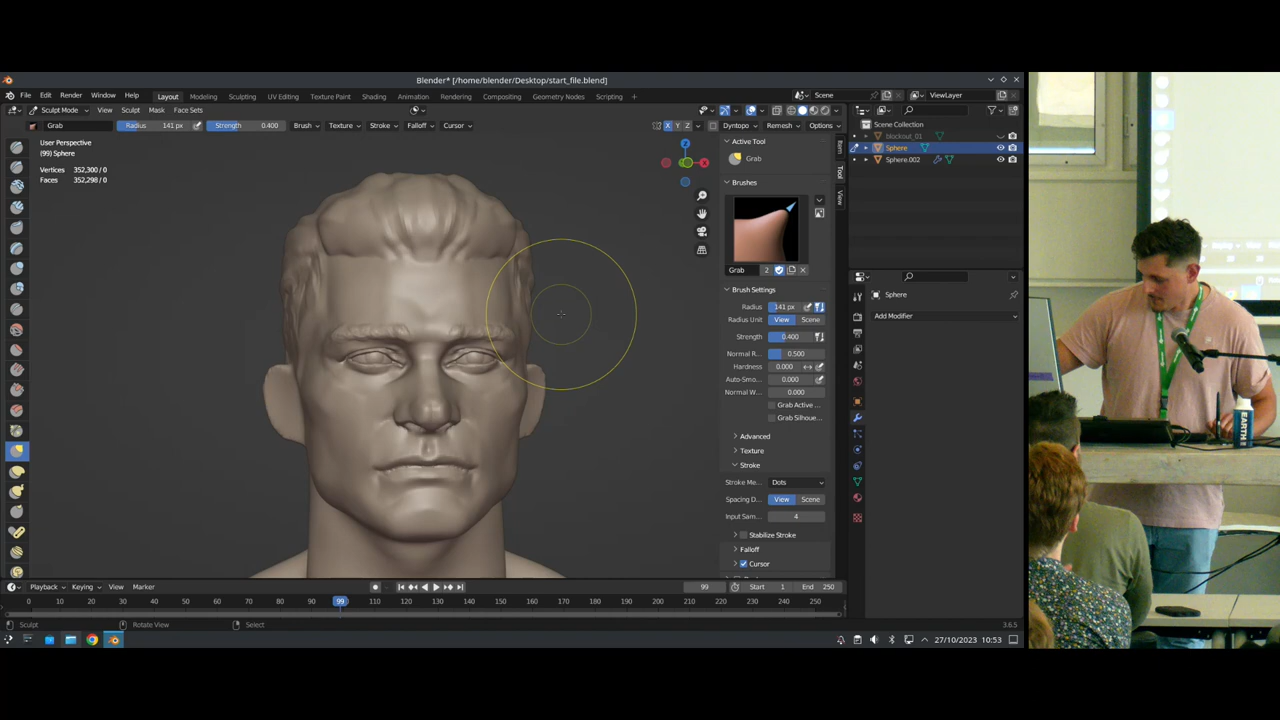 Blender* [/home/blender/Desktop/start_file.blend]
File Edit Render Window Help Layout Modeling Sculpting UV Editing Texture Paint Shading Animation Rendering Compositing Geometry Nodes Scripting + Scene ViewLayer
Sculpt Mode View Sculpt Mask Face Sets
Grab Radius 141 px Strength 0.400 Brush Texture Stroke Falloff Cursor X Y Z Dyntopo Remesh Options
User Perspective
(99) Sphere
Vertices 352,300 / 0
Faces 352,298 / 0
Z
X
Active Tool
Grab
Brushes
Grab 2
Brush Settings
Radius 141 px
Radius Unit View Scene
Strength 0.400
Normal R... 0.500
Hardness 0.000
Auto-Smo... 0.000
Normal W... 0.000
Grab Active ...
Grab Silhoue...
Advanced
Texture
Stroke
Stroke Me... Dots
Spacing D... View Scene
Input Sam... 4
Stabilize Stroke
Falloff
Cursor
Item
Tool
View
Scene Collection
blockout_01
Sphere
Sphere.002
Sphere
Add Modifier
Playback Keying View Marker 99 Start 1 End 250
0 10 20 30 40 50 60 70 80 90 99 110 120 130 140 150 160 170 180 190 200 210 220 230 240 250
Sculpt Rotate View Select 3.6.5
27/10/2023 10:53
EARTH